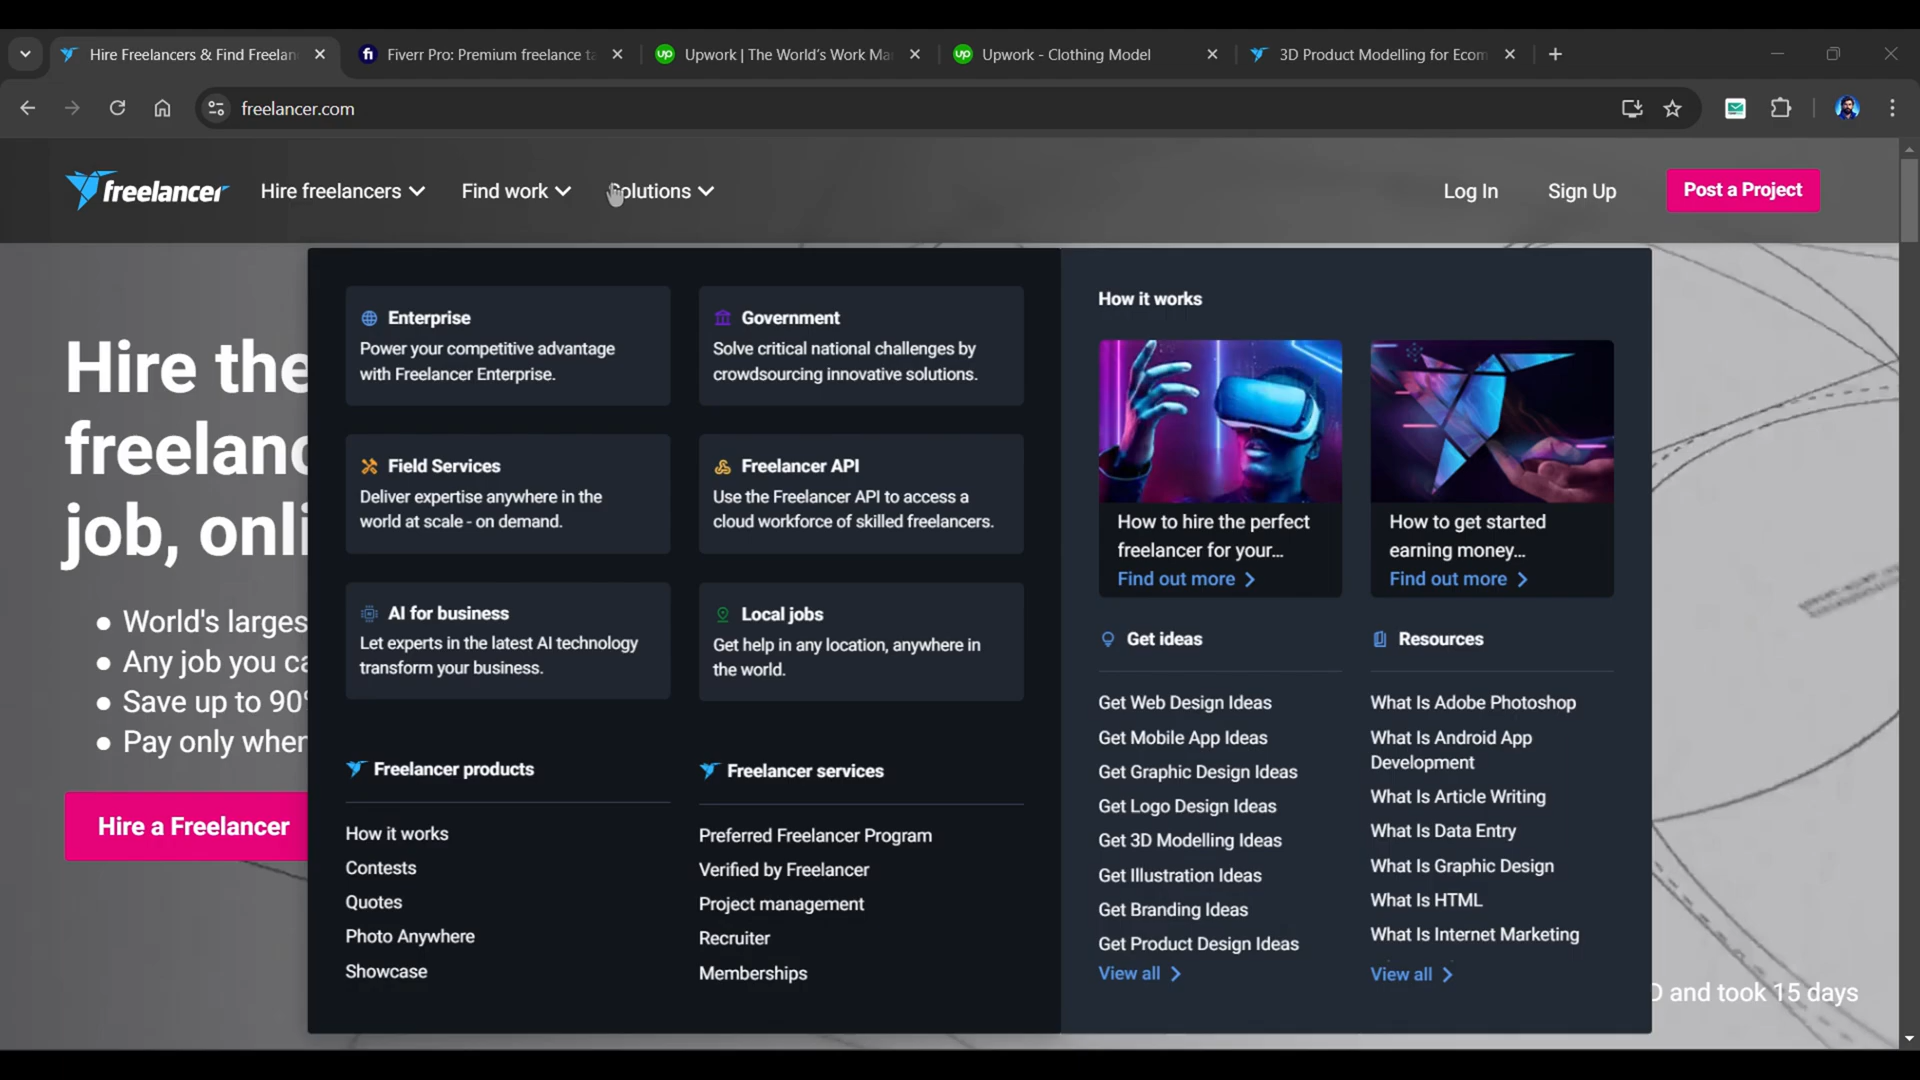 Hire Freelancers & Find Freelan
Fiverr Pro: Premium freelance ta
Upwork | The World's Work Ma
Upwork - Clothing Model
3D Product Modelling for Ecom
freelancer.com
freelancer
Hire freelancers
Find work
Solutions
Log In
Sign Up
Post a Project
Hire the
freelanc
job, onli
World's larges
Any job you ca
Save up to 90%
Pay only when
Hire a Freelancer
Enterprise
Power your competitive advantage
with Freelancer Enterprise.
Government
Solve critical national challenges by
crowdsourcing innovative solutions.
Field Services
Deliver expertise anywhere in the
world at scale - on demand.
Freelancer API
Use the Freelancer API to access a
cloud workforce of skilled freelancers.
AI for business
Let experts in the latest AI technology
transform your business.
Local jobs
Get help in any location, anywhere in
the world.
Freelancer products
How it works
Contests
Quotes
Photo Anywhere
Showcase
Freelancer services
Preferred Freelancer Program
Verified by Freelancer
Project management
Recruiter
Memberships
How it works
How to hire the perfect
freelancer for your...
Find out more
How to get started
earning money...
Find out more
Get ideas
Get Web Design Ideas
Get Mobile App Ideas
Get Graphic Design Ideas
Get Logo Design Ideas
Get 3D Modelling Ideas
Get Illustration Ideas
Get Branding Ideas
Get Product Design Ideas
View all
Resources
What Is Adobe Photoshop
What Is Android App
Development
What Is Article Writing
What Is Data Entry
What Is Graphic Design
What Is HTML
What Is Internet Marketing
View all
D and took 15 days